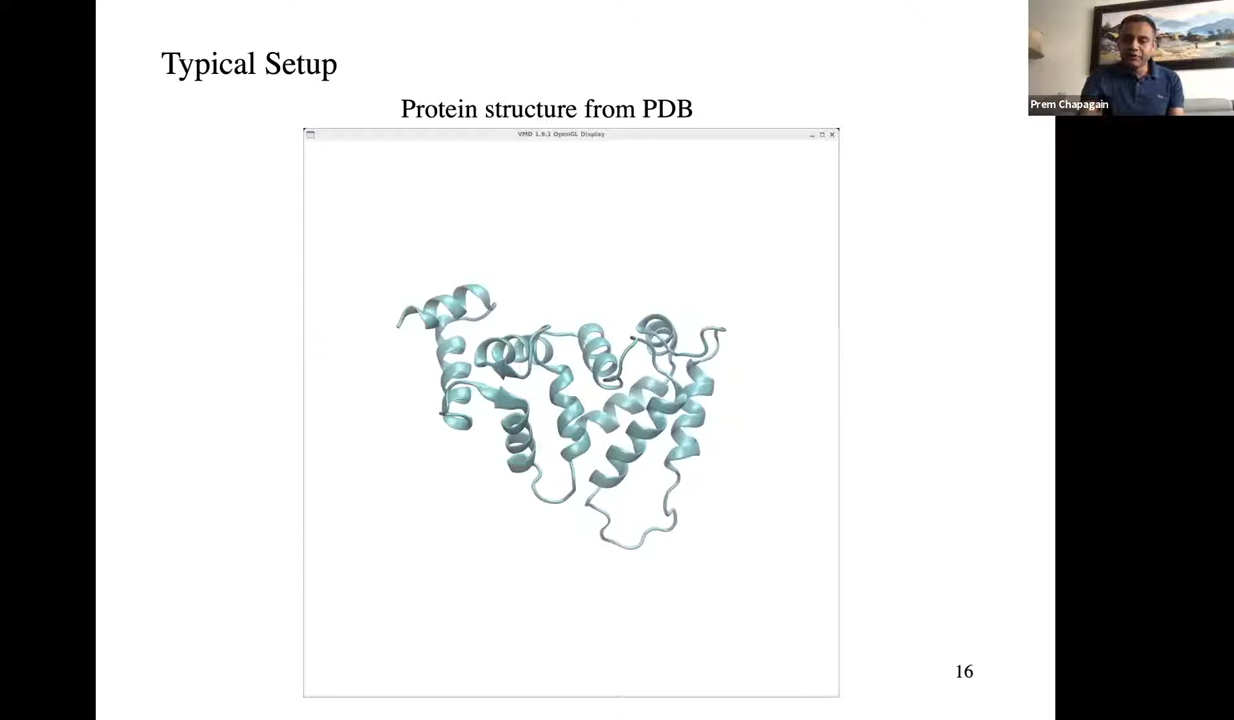 Typical Setup
Prem Chapagain
Protein structure from PDB
VMD 1.9.1 OpenGL Display
16